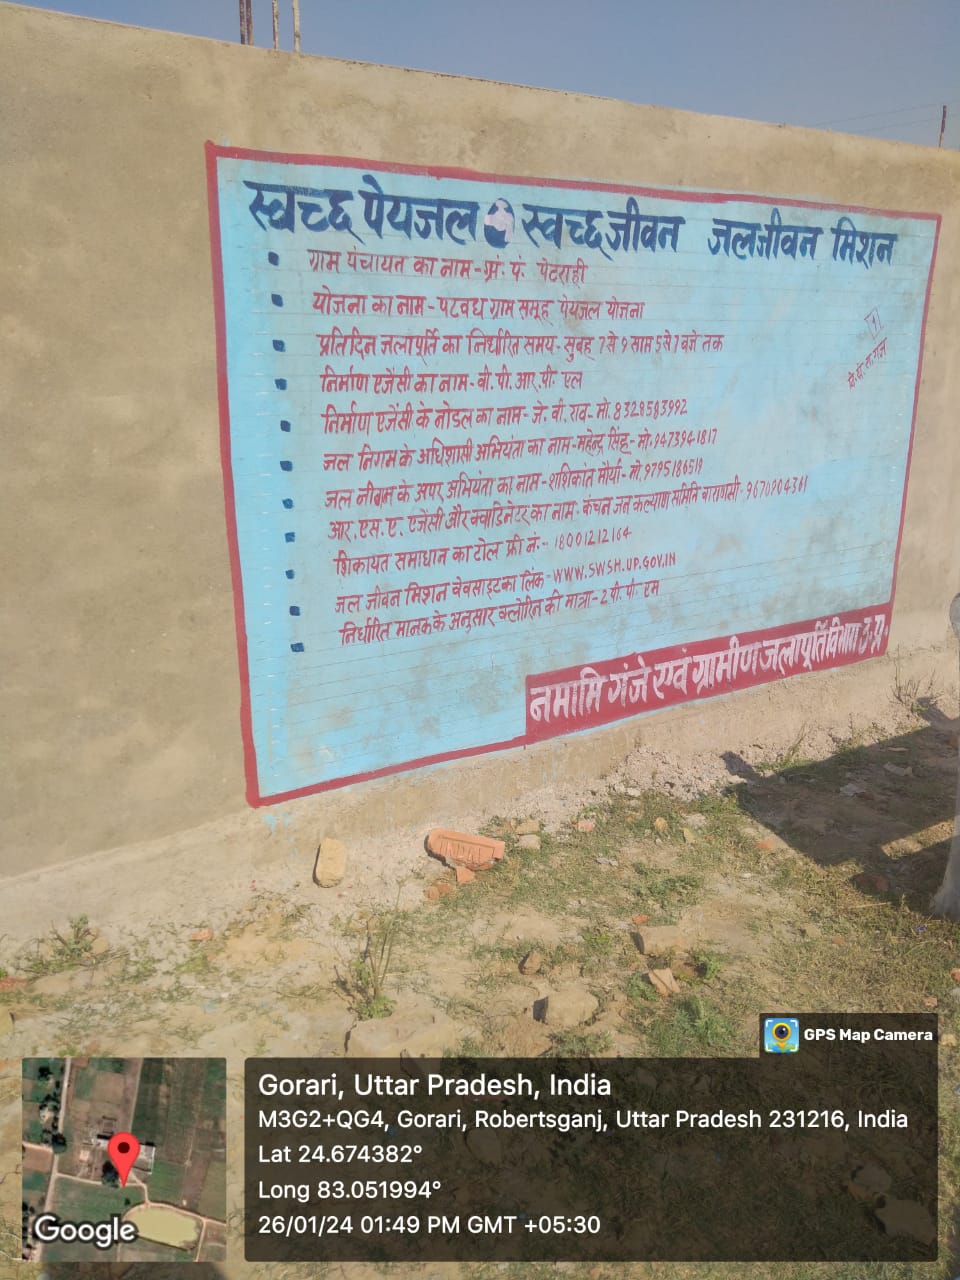 स्वच्छ पेयजल स्वच्छ जीवन जलजीवन मिशन
ग्राम पंचायत का नाम - ग्रां. पं. पेटराही
योजना का नाम - पटवध ग्राम समूह पेयजल योजना
प्रतिदिन जलापूर्ति का निर्धारित समय - सुबह 7 से 9 साम 5 से 7 बजे तक
निर्माण एजेंसी का नाम - वी. पी. आर. पी. एल
निर्माण एजेंसी के नोडल का नाम - जे. वी. राव. मो. 8328583992
जल निगम के अधिशासी अभियंता का नाम - महेन्द्र सिंह - मो. 9473941817
जल नीगम के अपर अभियंता का नाम - शशिकांत मौर्या - मो. 9795186519
आर. एस. ए. एजेंसी और क्वाडिनेटर का नाम - कंचन जन कल्याण समिति वाराणसी - 9670904361
शिकायत समाधान का टोल फ्री नं. - 18001212164
जल जीवन मिशन वेवसाइट का लिंक - WWW.SWSH.UP.GOV.IN
निर्धारित मानक के अनुसार क्लोरिन की मात्रा - 2 पी. पी. एम
नमामि गंजे एवं ग्रामीण जलापूर्ति विभाग उ.प्र.
GPS Map Camera
Gorari, Uttar Pradesh, India
M3G2+QG4, Gorari, Robertsganj, Uttar Pradesh 231216, India
Lat 24.674382°
Long 83.051994°
26/01/24 01:49 PM GMT +05:30
Google